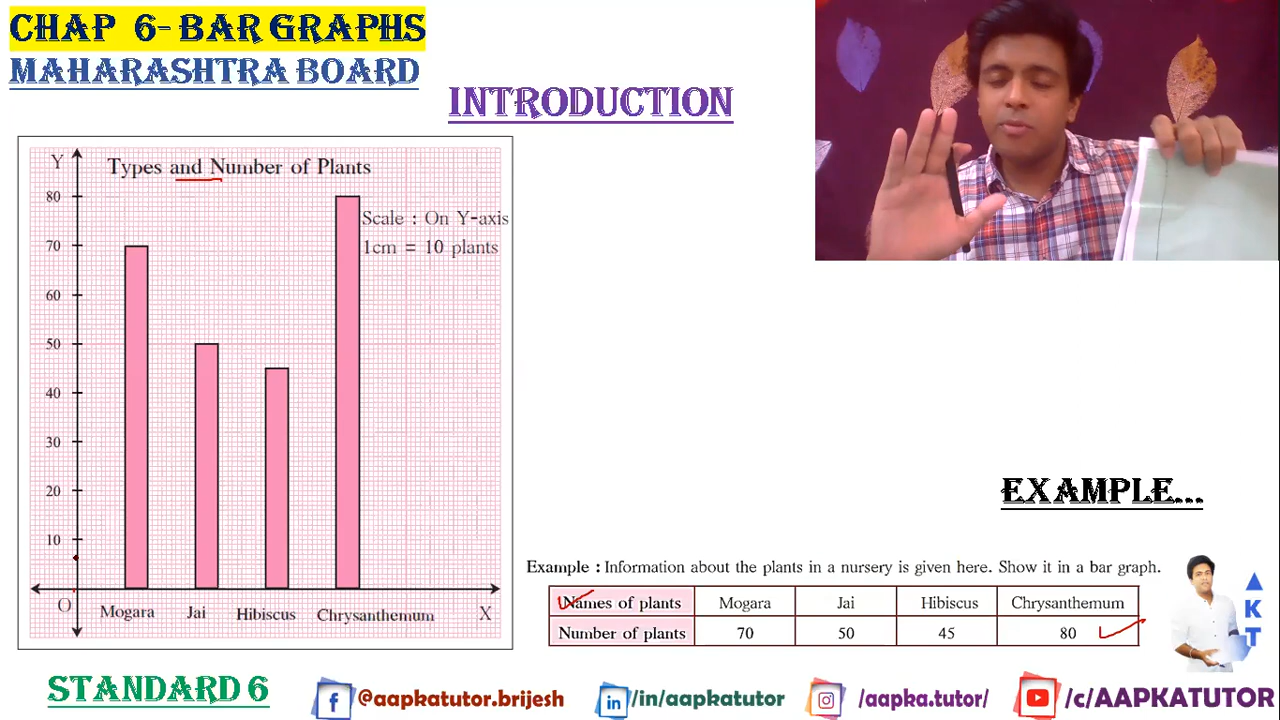 CHAP 6- BAR GRAPHS
MAHARASHTRA BOARD
INTRODUCTION
Y
Types and Number of Plants
Scale : On Y-axis
1cm = 10 plants
80
70
60
50
40
30
20
10
O
X
Mogara Jai Hibiscus Chrysanthemum
EXAMPLE...
Example : Information about the plants in a nursery is given here. Show it in a bar graph.
Names of plants Mogara Jai Hibiscus Chrysanthemum
Number of plants 70 50 45 80
AKT
STANDARD 6
@aapkatutor.brijesh
/in/aapkatutor
/aapka.tutor/
/c/AAPKATUTOR